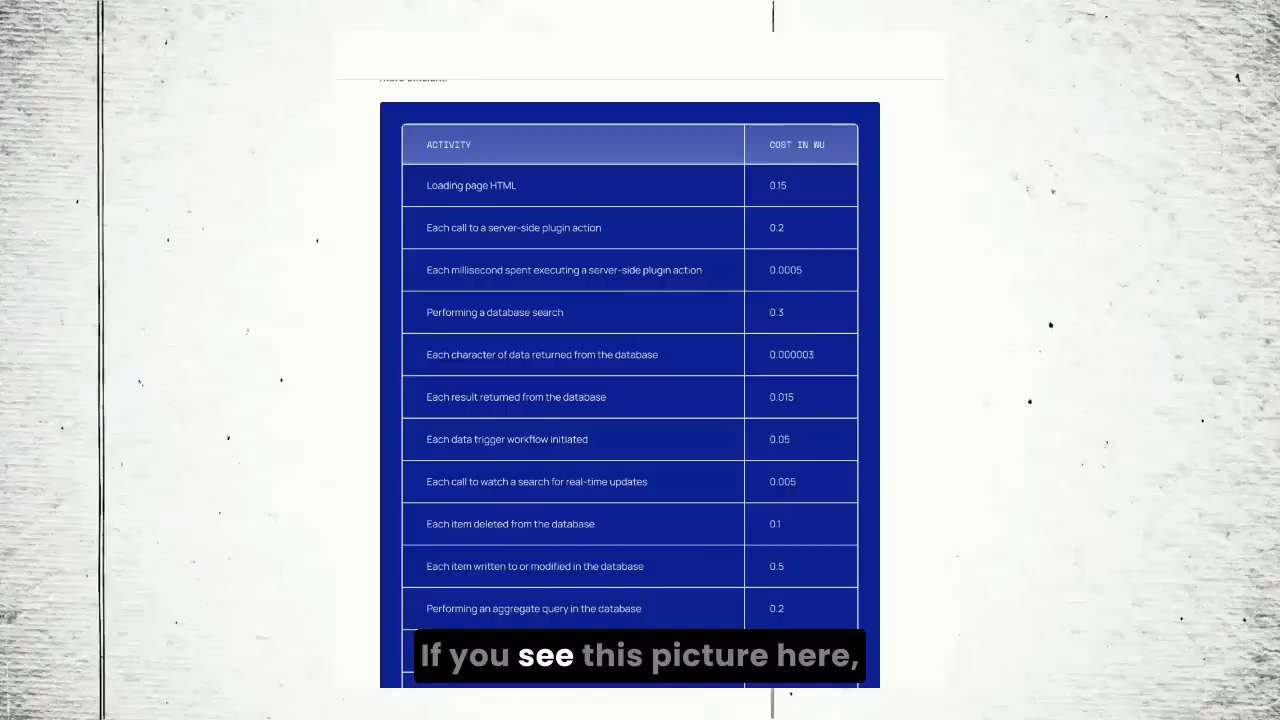 ACTIVITY COST IN WU
Loading page HTML 0.15
Each call to a server-side plugin action 0.2
Each millisecond spent executing a server-side plugin action 0.0005
Performing a database search 0.3
Each character of data returned from the database 0.000003
Each result returned from the database 0.015
Each data trigger workflow initiated 0.05
Each call to watch a search for real-time updates 0.005
Each item deleted from the database 0.1
Each item written to or modified in the database 0.5
Performing an aggregate query in the database 0.2
If you see this picture here,